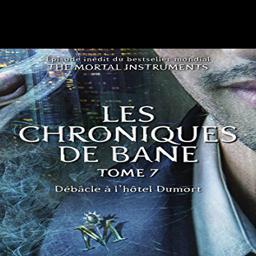 Épisode inédit du bestseller mondial
THE MORTAL INSTRUMENTS
LES
CHRONIQUES
DE BANE
TOME 7
Débâcle à l'hôtel Dumort